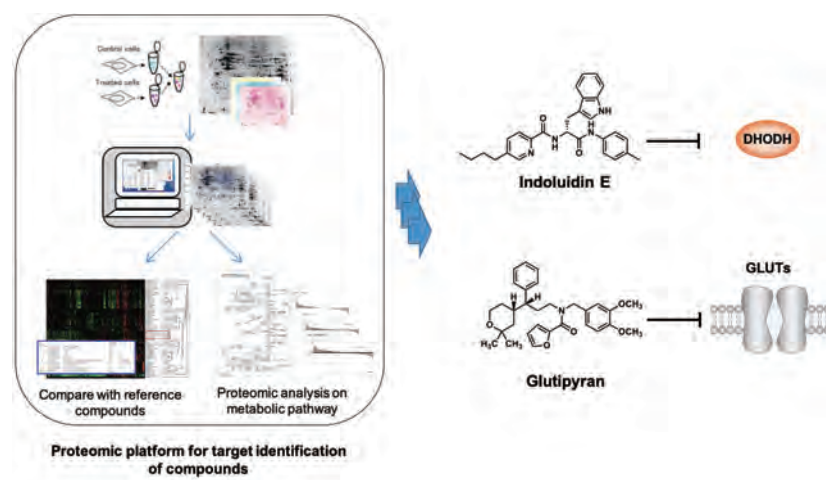 Control cells
Treated cells
Compare with reference
compounds
Proteomic analysis on
metabolic pathway
Proteomic platform for target identification
of compounds
H
N
NH
O
H
N
N
H
O
N
Indoluidin E
DHODH
H
H
N
O
O
O
OCH3
OCH3
H3C
CH3
Glutipyran
GLUTs